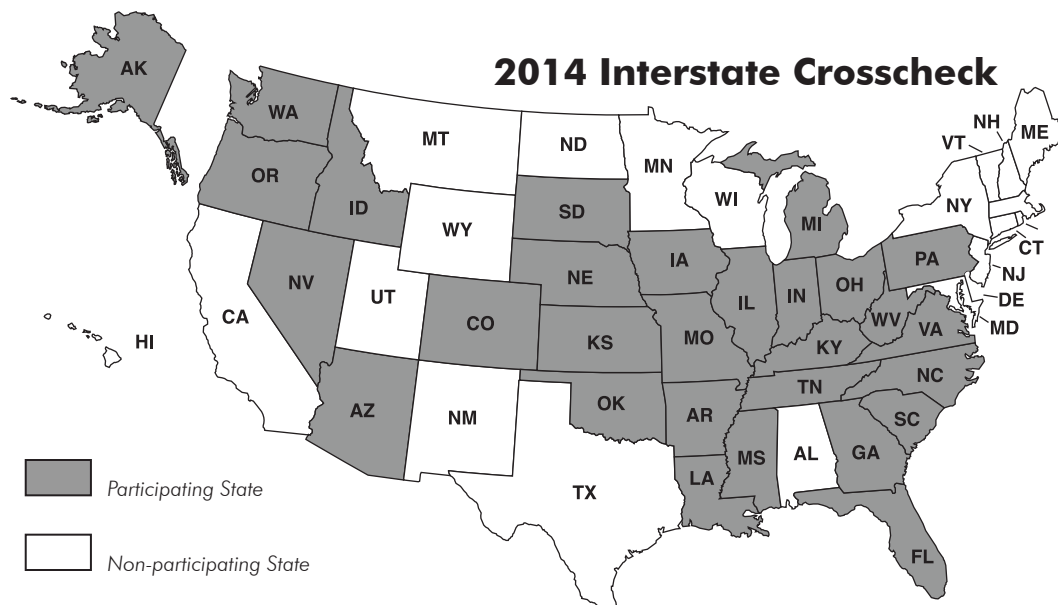 2014 Interstate Crosscheck
AK
WA
MT
ND
MN
VT
NH
ME
OR
ID
SD
WI
MI
NY
WY
CT
IA
PA
NJ
NE
NV
UT
IL
IN
OH
DE
CA
CO
WV
VA
MD
HI
KS
MO
KY
NC
TN
AZ
NM
OK
AR
SC
MS
AL
GA
LA
TX
FL
Participating State
Non-participating State